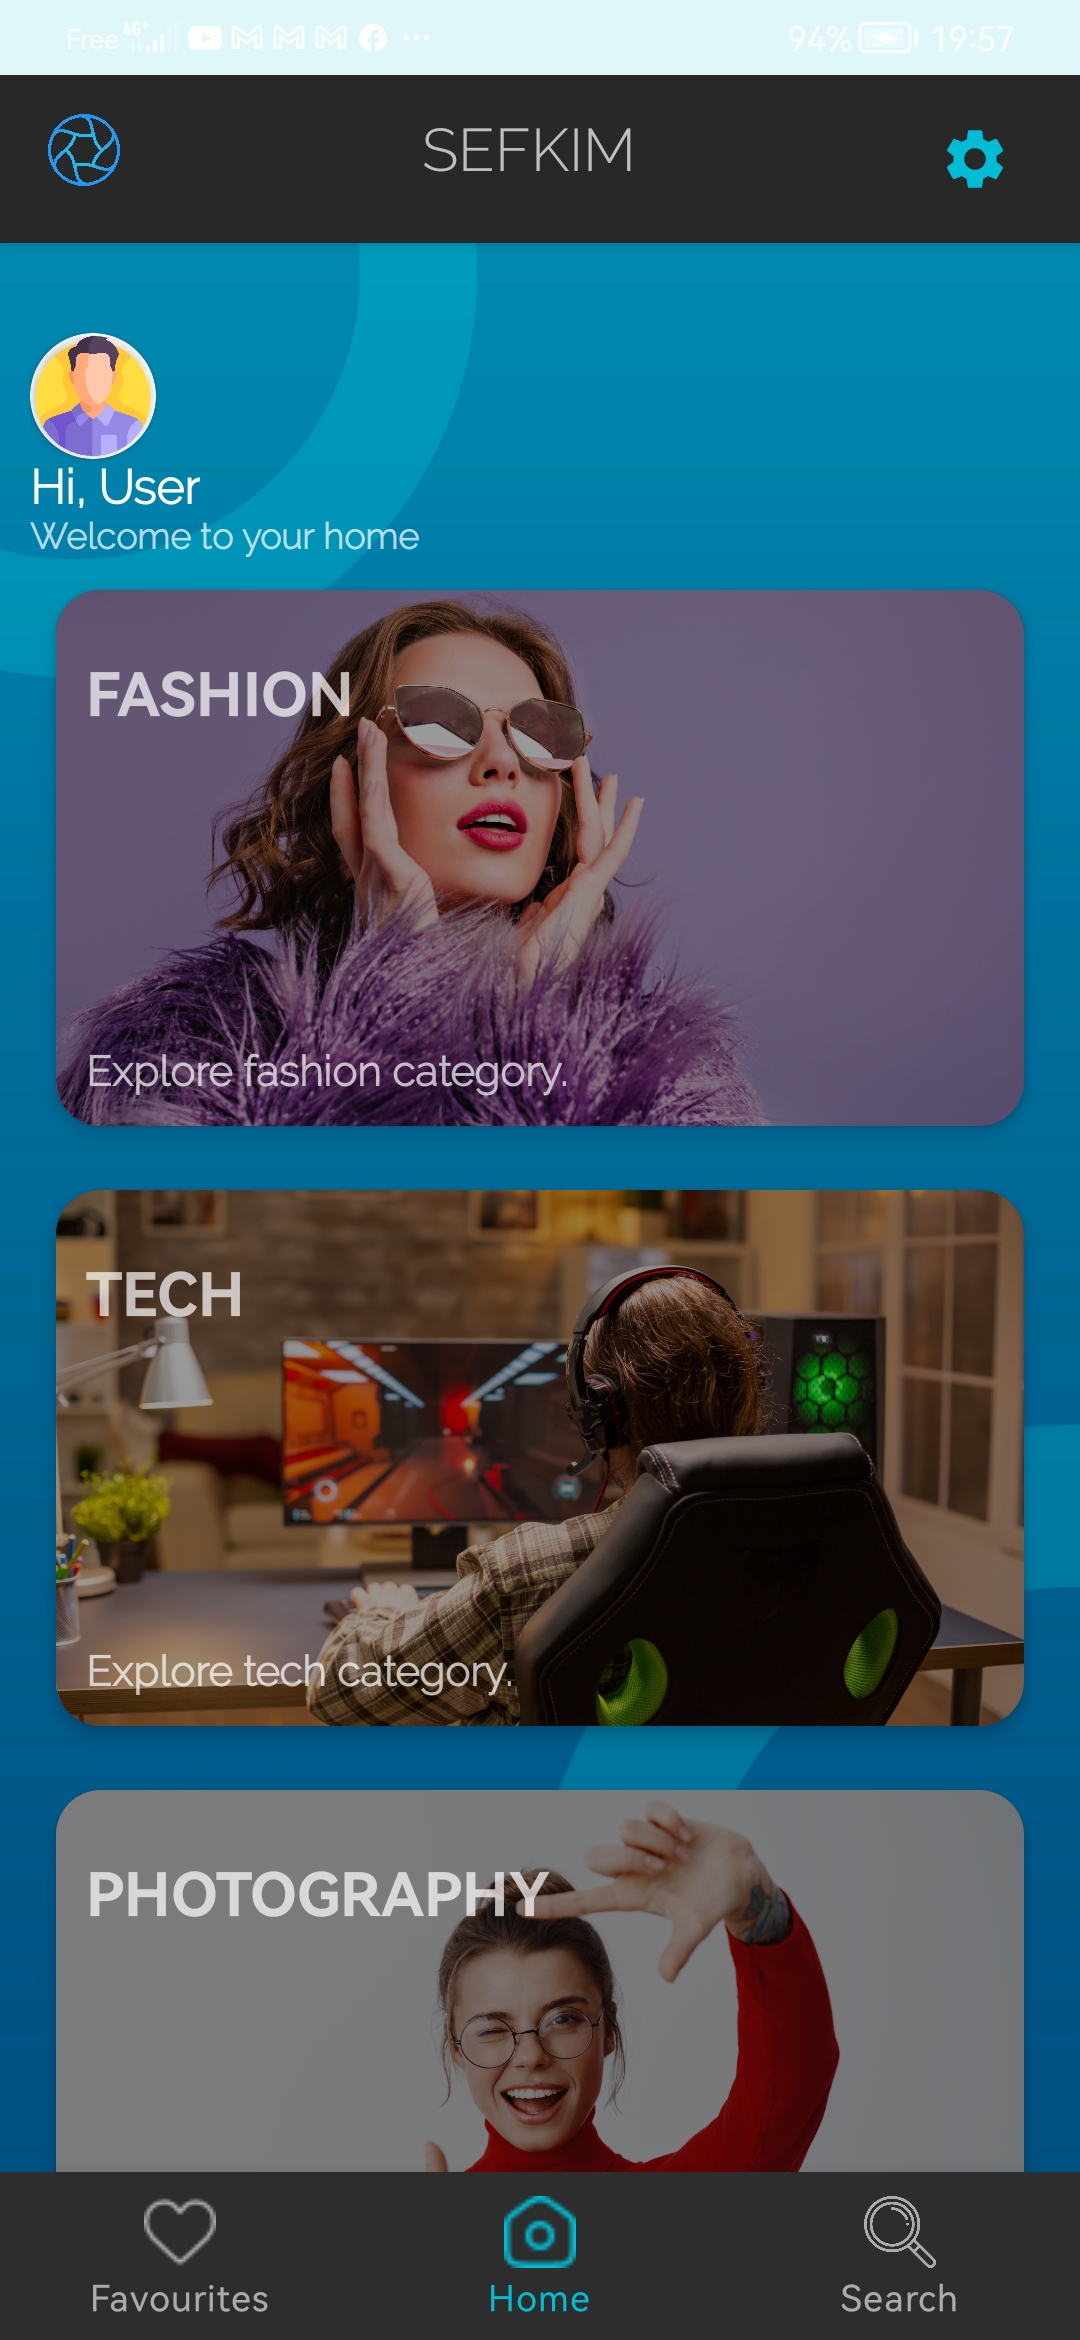 Free 4G+ 94% 19:57
SEFKIM
Hi, User
Welcome to your home
FASHION
Explore fashion category.
TECH
Explore tech category.
PHOTOGRAPHY
Favourites Home Search